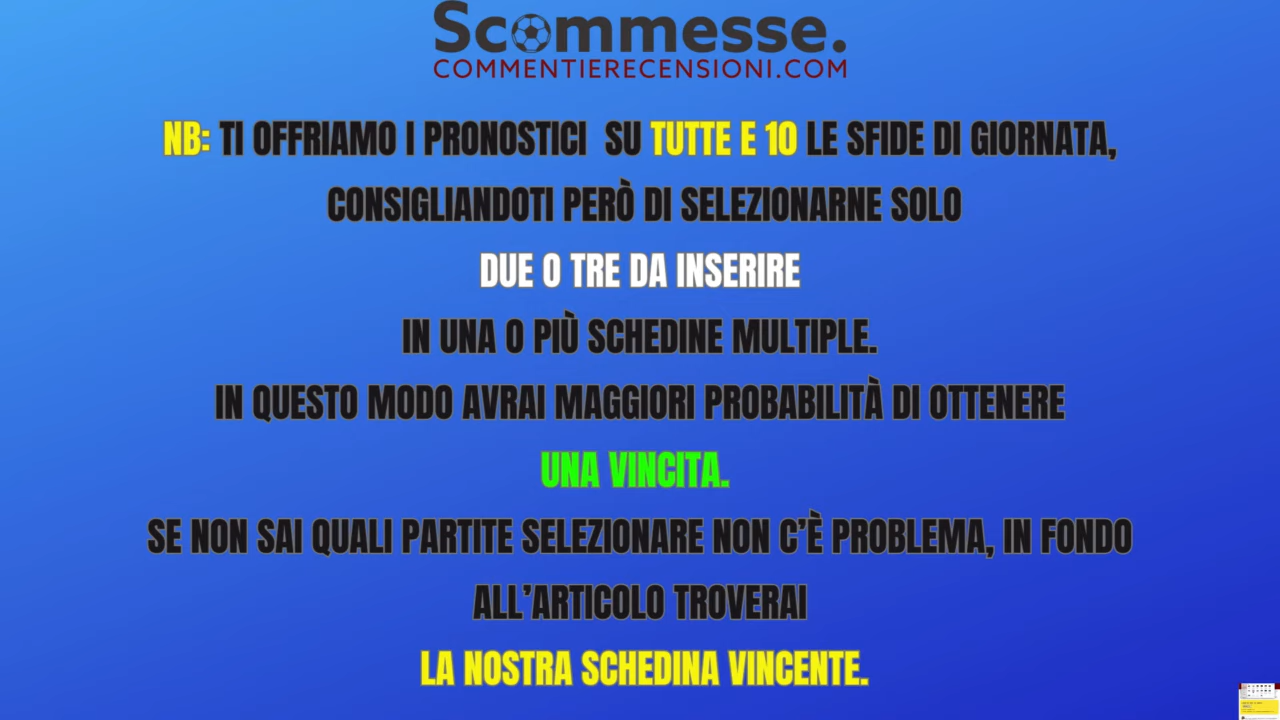 Scommesse.
COMMENTIERECENSIONI.COM
NB: TI OFFRIAMO I PRONOSTICI SU TUTTE E 10 LE SFIDE DI GIORNATA,
CONSIGLIANDOTI PERÒ DI SELEZIONARNE SOLO
DUE O TRE DA INSERIRE
IN UNA O PIÙ SCHEDINE MULTIPLE.
IN QUESTO MODO AVRAI MAGGIORI PROBABILITÀ DI OTTENERE
UNA VINCITA.
SE NON SAI QUALI PARTITE SELEZIONARE NON C'È PROBLEMA, IN FONDO
ALL'ARTICOLO TROVERAI
LA NOSTRA SCHEDINA VINCENTE.